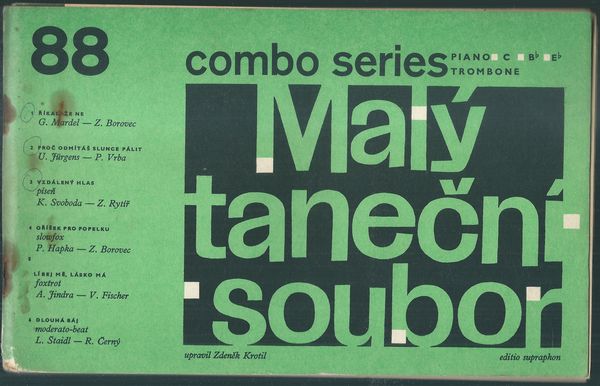 88
combo series
PIANO C B♭ E♭
TROMBONE
Malý
taneční
soubor
1 ŘÍKAL, ŽE NE
G. Mardel — Z. Borovec
2 PROČ ODMÍTÁŠ SLUNCE PÁLIT
U. Jürgens — P. Vrba
3 VZDÁLENÝ HLAS
píseň
K. Svoboda — Z. Rytíř
4 OŘÍŠEK PRO POPELKU
slowfox
P. Hapka — Z. Borovec
5
LÍBEJ MĚ, LÁSKO MÁ
foxtrot
A. Jindra — V. Fischer
6 DLOUHÁ BÁJ
moderato-beat
L. Staidl — R. Černý
upravil Zdeněk Krotil
editio supraphon